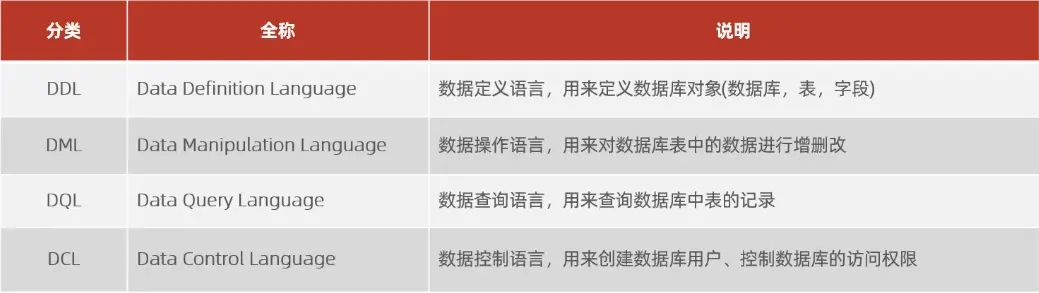 分类 全称 说明
DDL Data Definition Language 数据定义语言，用来定义数据库对象(数据库，表，字段)
DML Data Manipulation Language 数据操作语言，用来对数据库表中的数据进行增删改
DQL Data Query Language 数据查询语言，用来查询数据库中表的记录
DCL Data Control Language 数据控制语言，用来创建数据库用户、控制数据库的访问权限